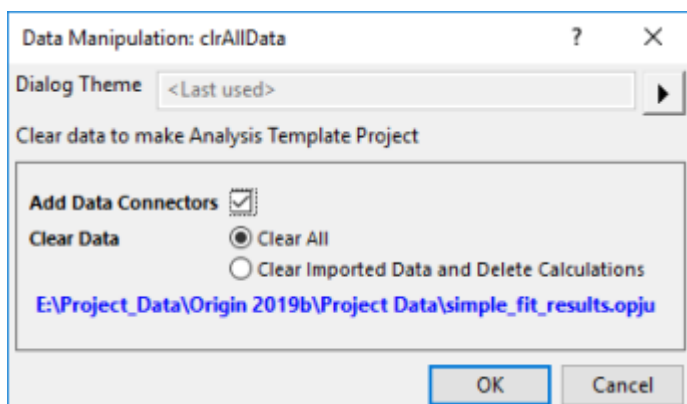 Data Manipulation: clrAllData ?
Dialog Theme <Last used>
Clear data to make Analysis Template Project
Add Data Connectors
Clear Data Clear All
Clear Imported Data and Delete Calculations
E:\Project_Data\Origin 2019b\Project Data\simple_fit_results.opju
OK Cancel